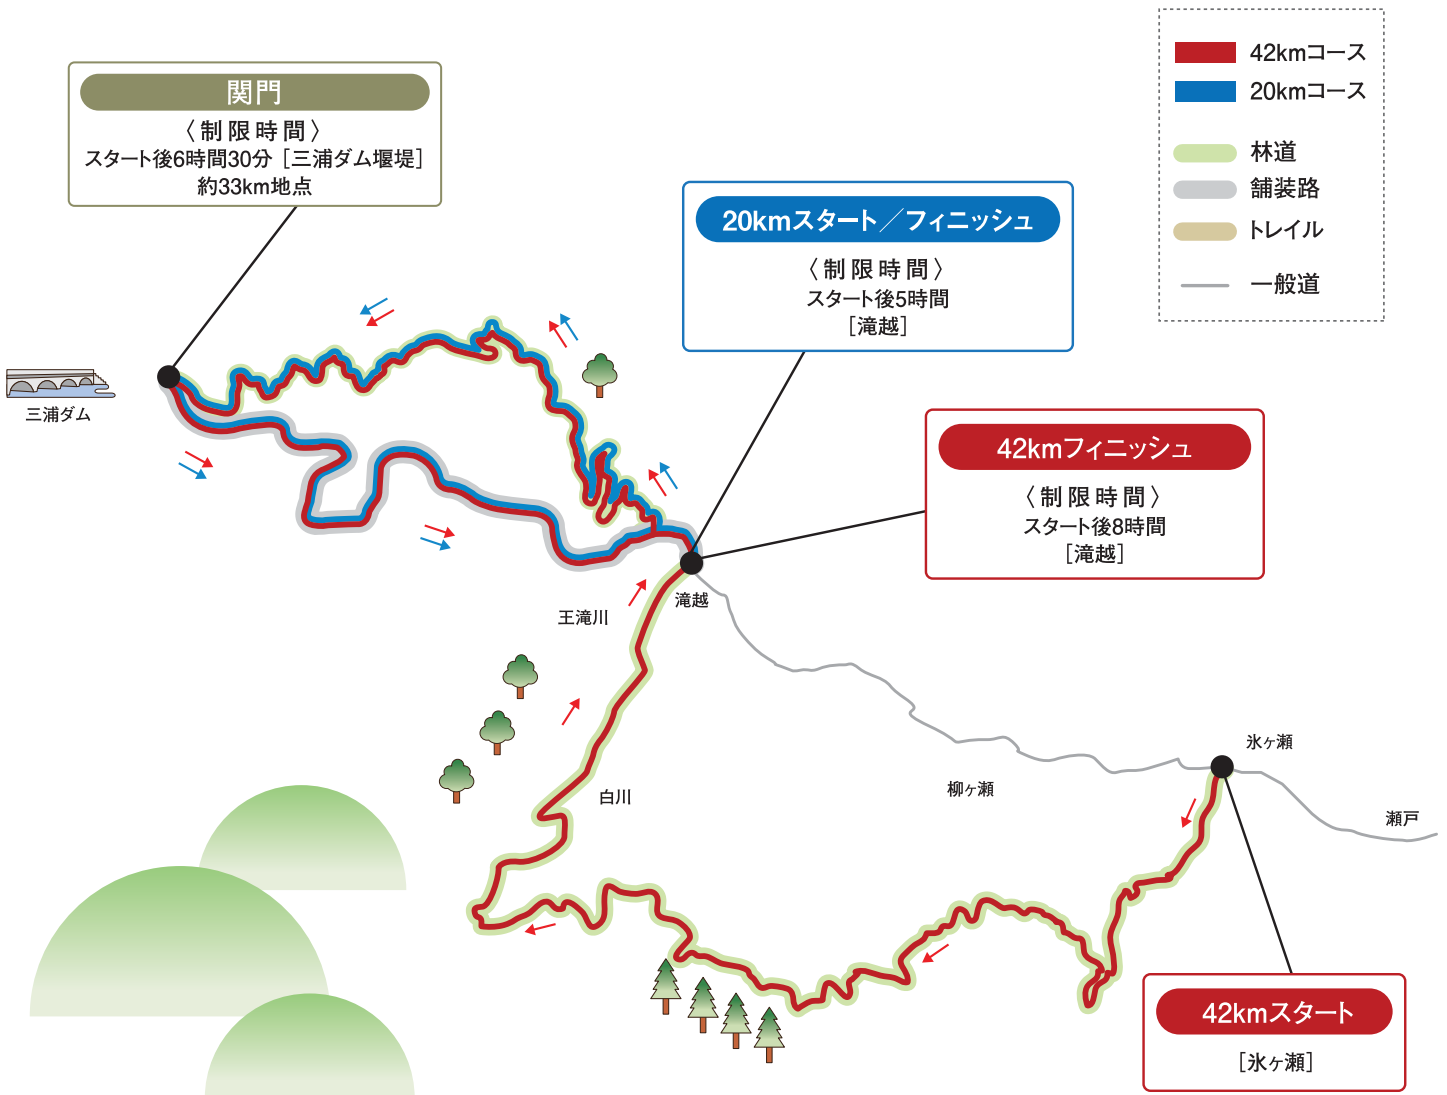 関門
〈制限時間〉
スタート後6時間30分［三浦ダム堰堤］
約33km地点
42kmコース
20kmコース
林道
舗装路
トレイル
一般道
20kmスタート／フィニッシュ
〈制限時間〉
スタート後5時間
［滝越］
42kmフィニッシュ
〈制限時間〉
スタート後8時間
［滝越］
三浦ダム
滝越
王滝川
白川
柳ヶ瀬
氷ヶ瀬
瀬戸
42kmスタート
［氷ヶ瀬］